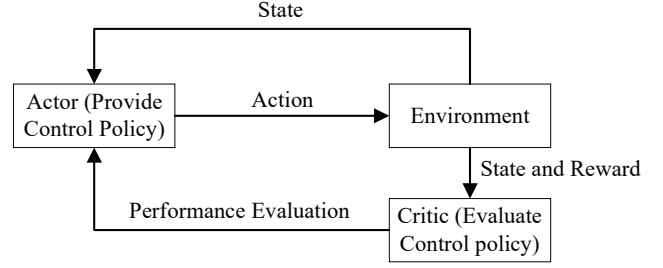 State
Actor (Provide
Control Policy)
Action
Environment
State and Reward
Performance Evaluation
Critic (Evaluate
Control policy)